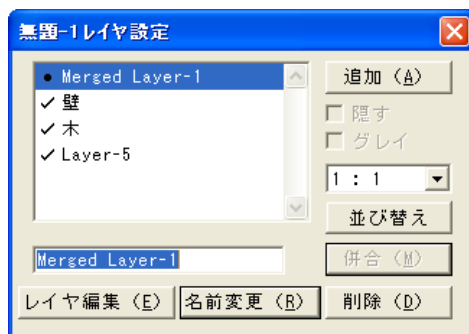 無題-1レイヤ設定
● Merged Layer-1
✓ 壁
✓ 木
✓ Layer-5
追加 (A)
隠す
グレイ
1 : 1
並び替え
Merged Layer-1
併合 (M)
レイヤ編集 (E)
名前変更 (R)
削除 (D)